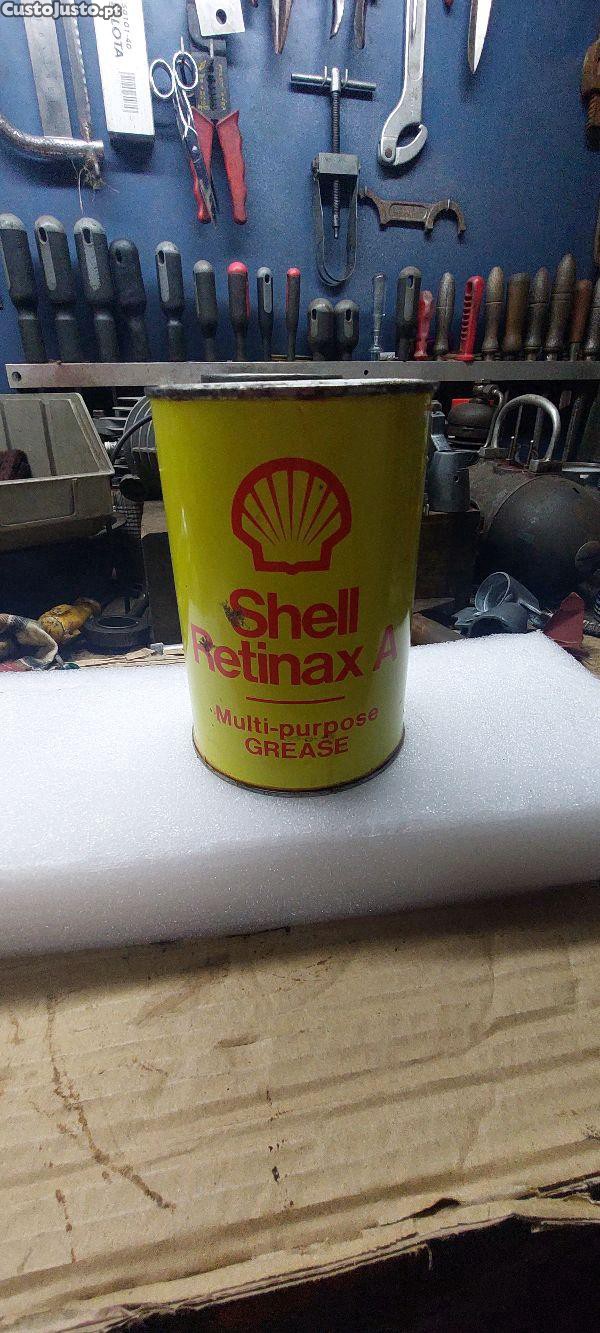 CustoJusto.pt
Shell
Retinax A
Multi-purpose
GREASE